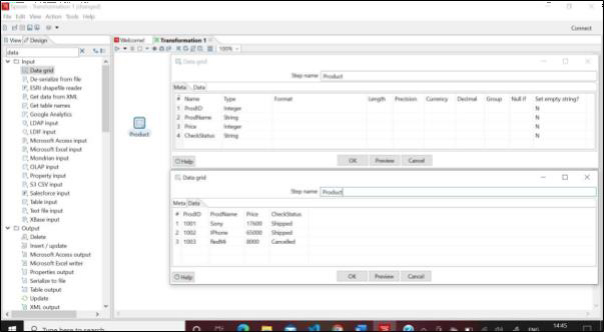 Spoon - Transformation 1 (changed)
File Edit View Action Tools Help
Connect
View Design
Welcome!
Transformation 1
data
100%
Input
Data grid
De-serialize from file
ESRI shapefile reader
Get data from XML
Get table names
Google Analytics
LDAP input
LDIF input
Microsoft Access input
Microsoft Excel input
Mondrian input
OLAP input
Property input
S3 CSV input
Salesforce input
Table input
Text file input
XBase input
Output
Delete
Insert / update
Microsoft Access output
Microsoft Excel writer
Properties output
Serialize to file
Table output
Update
XML output
Product
Data grid
Step name Product
Meta Data
# Name Type Format Length Precision Currency Decimal Group Null if Set empty string?
1 ProdID Integer N
2 ProdName String N
3 Price Integer N
4 CheckStatus String N
Help OK Preview Cancel
Data grid
Step name Product
Meta Data
# ProdID ProdName Price CheckStatus
1 1001 Sony 17600 Shipped
2 1002 iPhone 65000 Shipped
3 1003 RedMi 8000 Cancelled
Help OK Preview Cancel
Type here to search
ENG
14:45